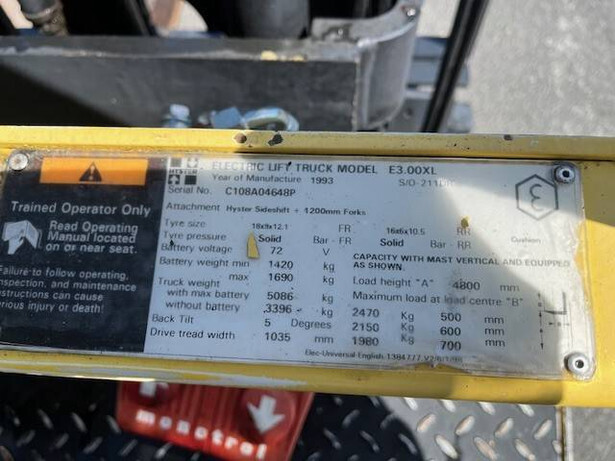 Trained Operator Only
Read Operating
Manual located
on or near seat.
Failure to follow operating,
inspection, and maintenance
instructions can cause
serious injury or death!
HYSTER
ELECTRIC LIFT TRUCK MODEL E3.00XL
Year of Manufacture 1993 S/O-211
Serial No. C108A04648P
Attachment Hyster Sideshift + 1200mm Forks
Tyre size 18x9x12.1 FR 16x6x10.5 RR
Tyre pressure Solid Bar - FR Solid Bar - RR Cushion
Battery voltage 72 V
Battery weight min 1420 kg
max 1690 kg
Truck weight
with max battery 5086 kg
without battery 3396 kg
Back Tilt 5 Degrees
Drive tread width 1035 mm
CAPACITY WITH MAST VERTICAL AND EQUIPPED
AS SHOWN.
Load height "A" 4800 mm
Maximum load at load centre "B"
2470 Kg 500 mm
2150 Kg 600 mm
1980 Kg 700 mm
Elec-Universal English
monotrol